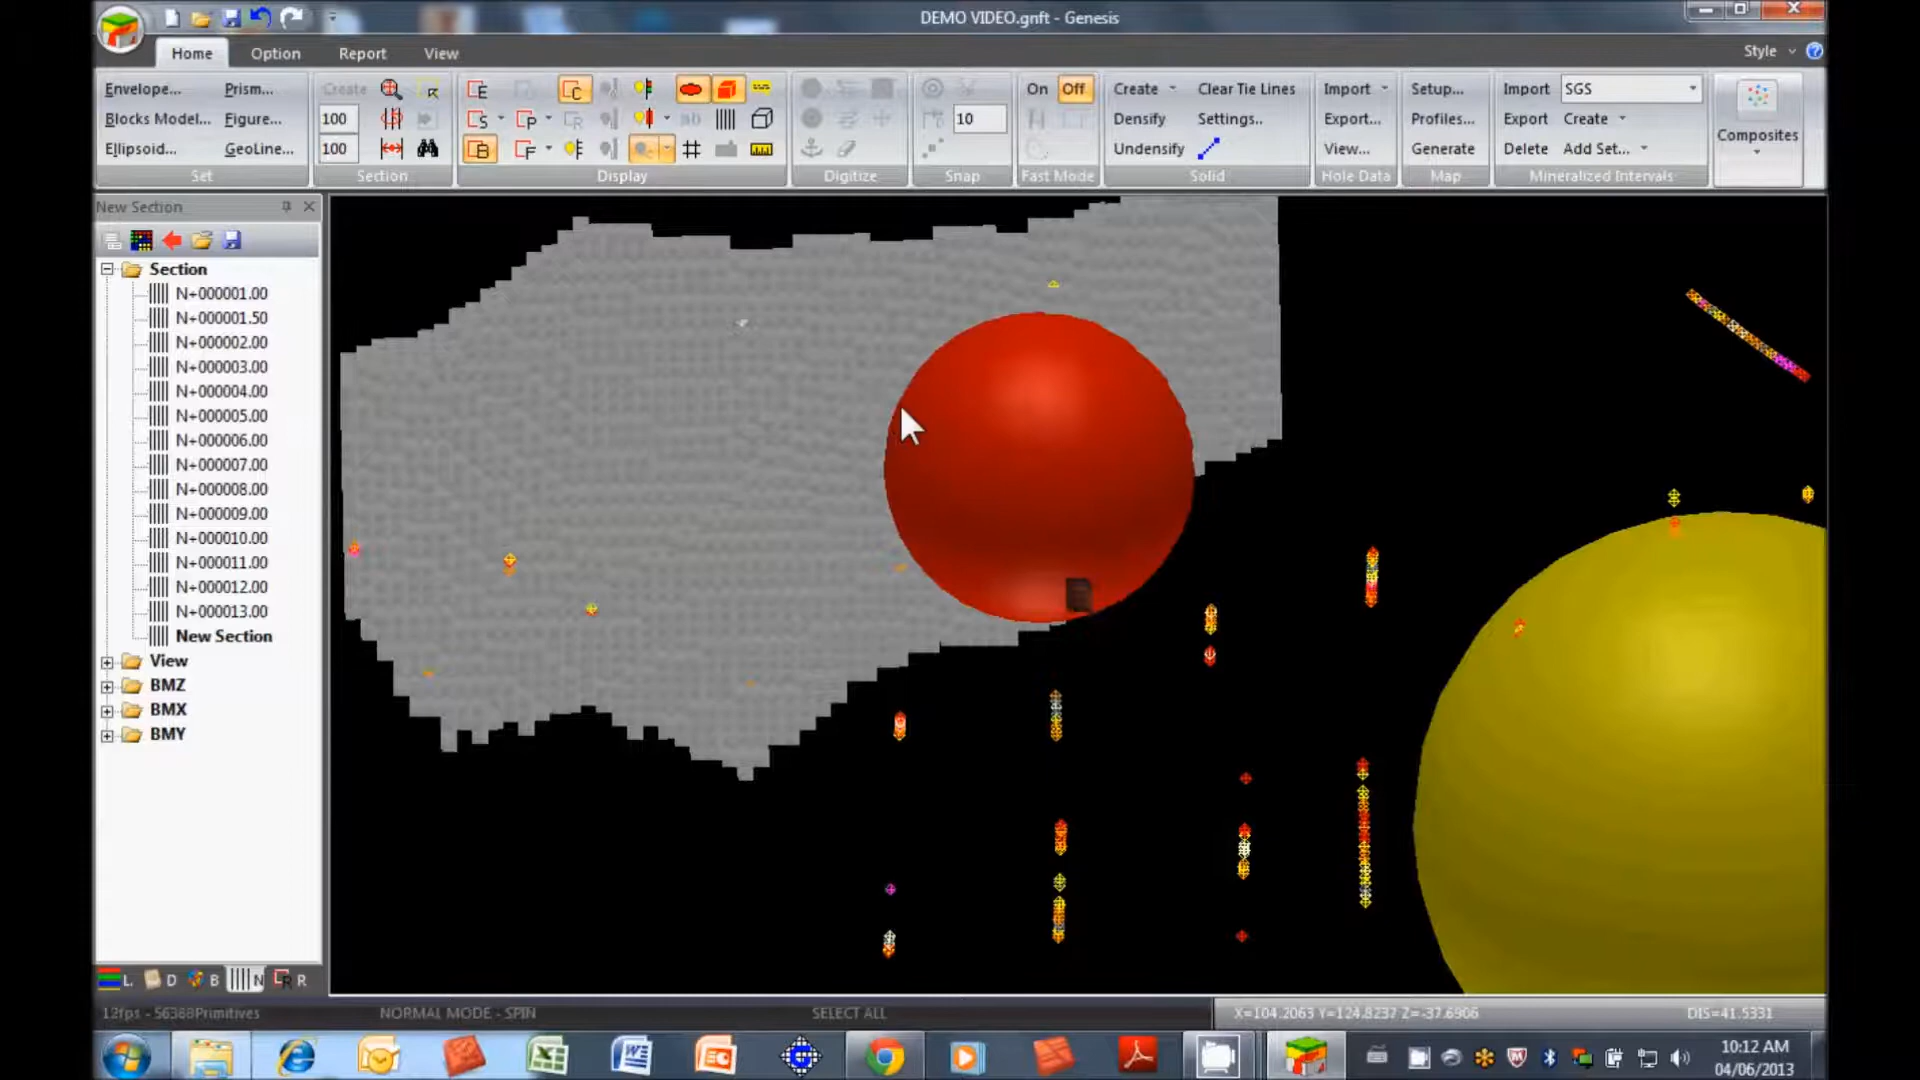 DEMO VIDEO.gnft - Genesis
Home Option Report View Style
Envelope... Prism... Create Clear Tie Lines
On Off Create Import Setup... Import SGS
Blocks Model... Figure... 100 10 Densify Settings.. Export... Profiles... Export Create Composites
Ellipsoid... GeoLine... 100 Undensify View... Generate Delete Add Set...
Set Section Display Digitize Snap Fast Mode Solid Hole Data Map Mineralized Intervals
New Section
Section
N+000001.00
N+000001.50
N+000002.00
N+000003.00
N+000004.00
N+000005.00
N+000006.00
N+000007.00
N+000008.00
N+000009.00
N+000010.00
N+000011.00
N+000012.00
N+000013.00
New Section
View
BMZ
BMX
BMY
L. D B N R
12fps - 56368Primitives NORMAL MODE - SPIN SELECT ALL X=104.2063 Y=124.8237 Z=-37.6906 DIS=41.5331
10:12 AM
04/06/2013